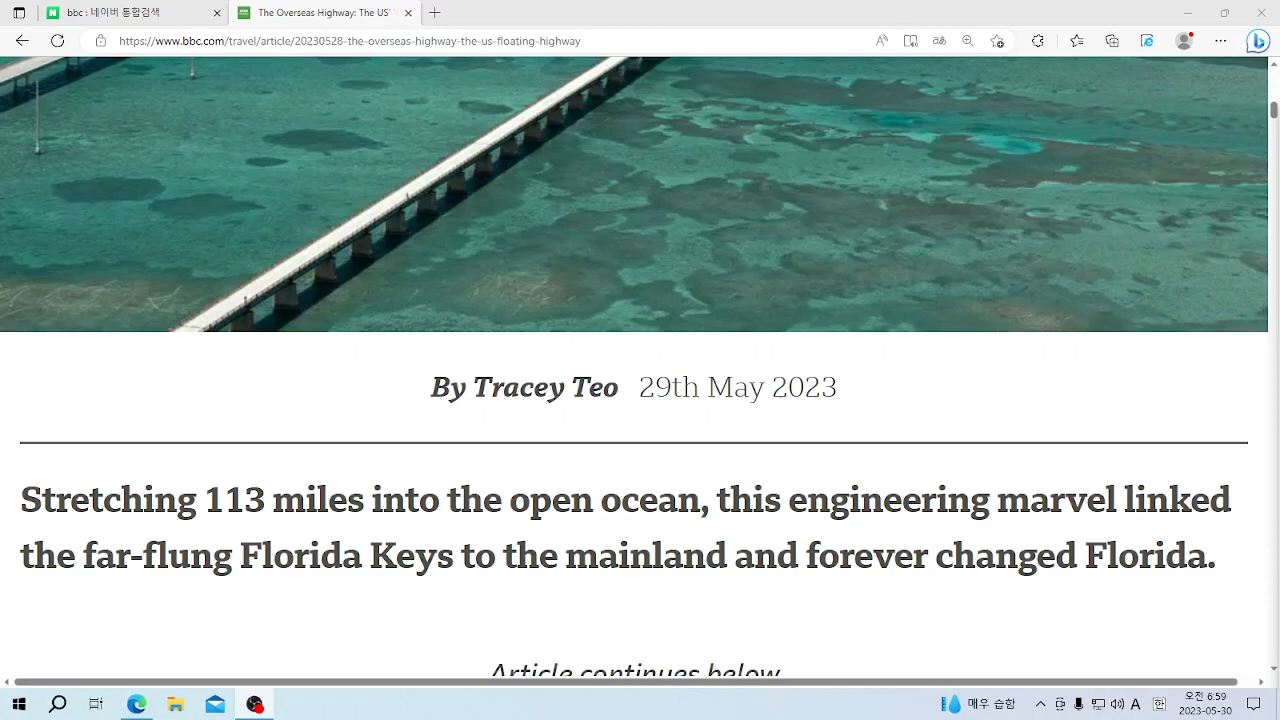 bbc : 네이버 통합검색
The Overseas Highway: The US'
https://www.bbc.com/travel/article/20230528-the-overseas-highway-the-us-floating-highway
By Tracey Teo 29th May 2023
Stretching 113 miles into the open ocean, this engineering marvel linked
the far-flung Florida Keys to the mainland and forever changed Florida.
Article continues below
매우 습함
A
오전 6:59
2023-05-30